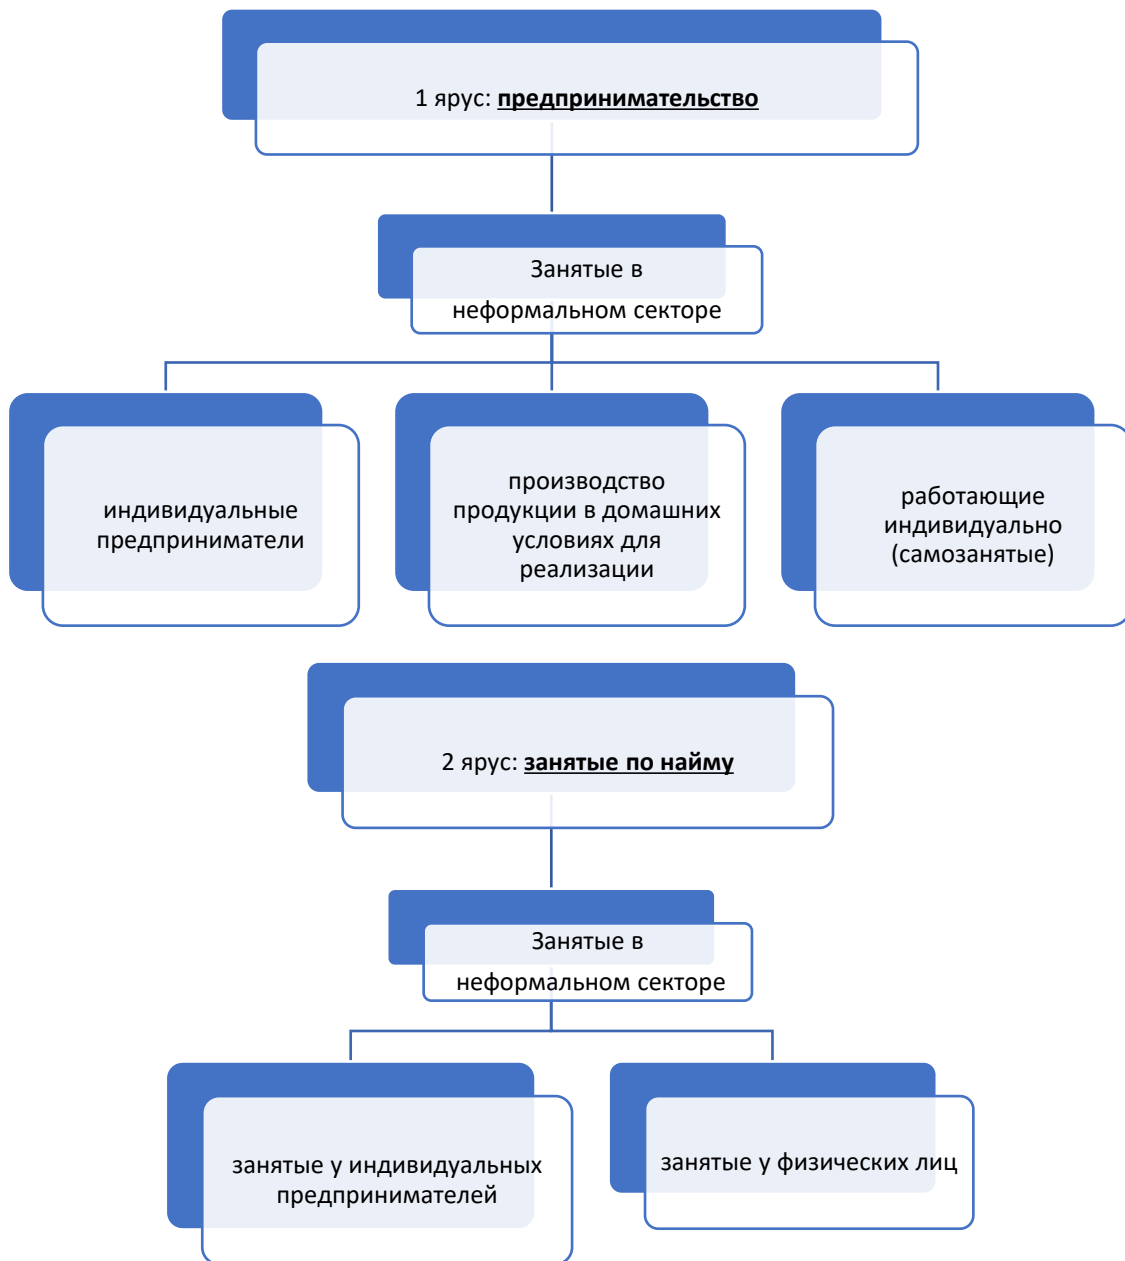 1 ярус: предпринимательство
Занятые в
неформальном секторе
индивидуальные
предприниматели
производство
продукции в домашних
условиях для
реализации
работающие
индивидуально
(самозанятые)
2 ярус: занятые по найму
Занятые в
неформальном секторе
занятые у индивидуальных
предпринимателей
занятые у физических лиц